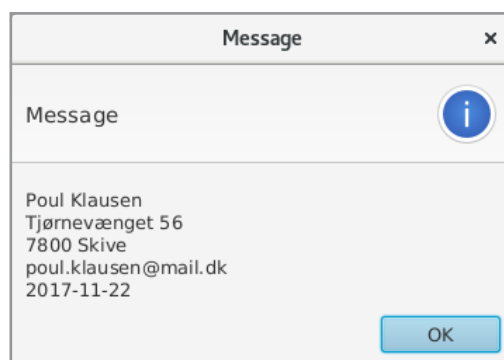 Message
Message
Poul Klausen
Tjørnevænget 56
7800 Skive
poul.klausen@mail.dk
2017-11-22
OK